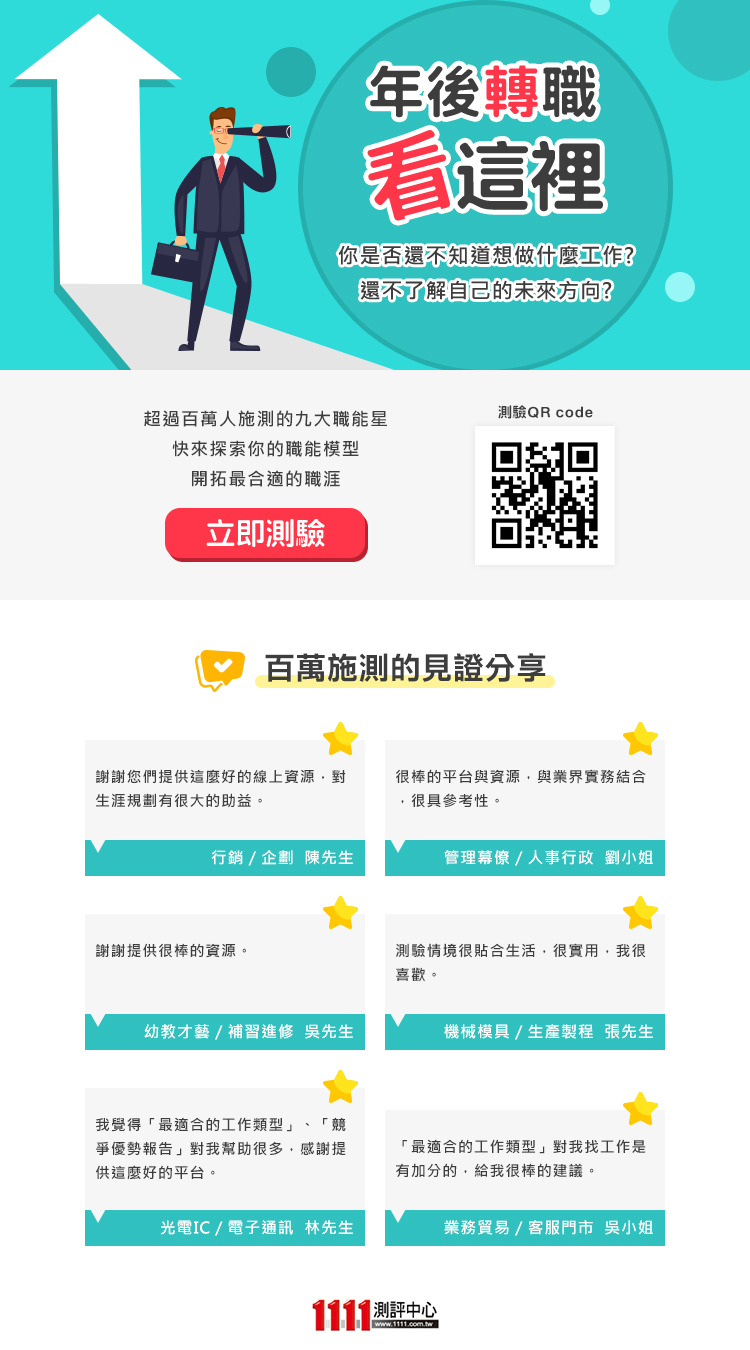 年後轉職
看這裡
你是否還不知道想做什麼工作?
還不了解自己的未來方向?
超過百萬人施測的九大職能星
快來探索你的職能模型
開拓最合適的職涯
立即測驗
測驗QR code
百萬施測的見證分享
謝謝您們提供這麼好的線上資源，對
生涯規劃有很大的助益。
行銷 / 企劃 陳先生
很棒的平台與資源，與業界實務結合
，很具參考性。
管理幕僚 / 人事行政 劉小姐
謝謝提供很棒的資源。
幼教才藝 / 補習進修 吳先生
測驗情境很貼合生活，很實用，我很
喜歡。
機械模具 / 生產製程 張先生
我覺得「最適合的工作類型」、「競
爭優勢報告」對我幫助很多，感謝提
供這麼好的平台。
光電IC / 電子通訊 林先生
「最適合的工作類型」對我找工作是
有加分的，給我很棒的建議。
業務貿易 / 客服門市 吳小姐
1111 測評中心
www.1111.com.tw